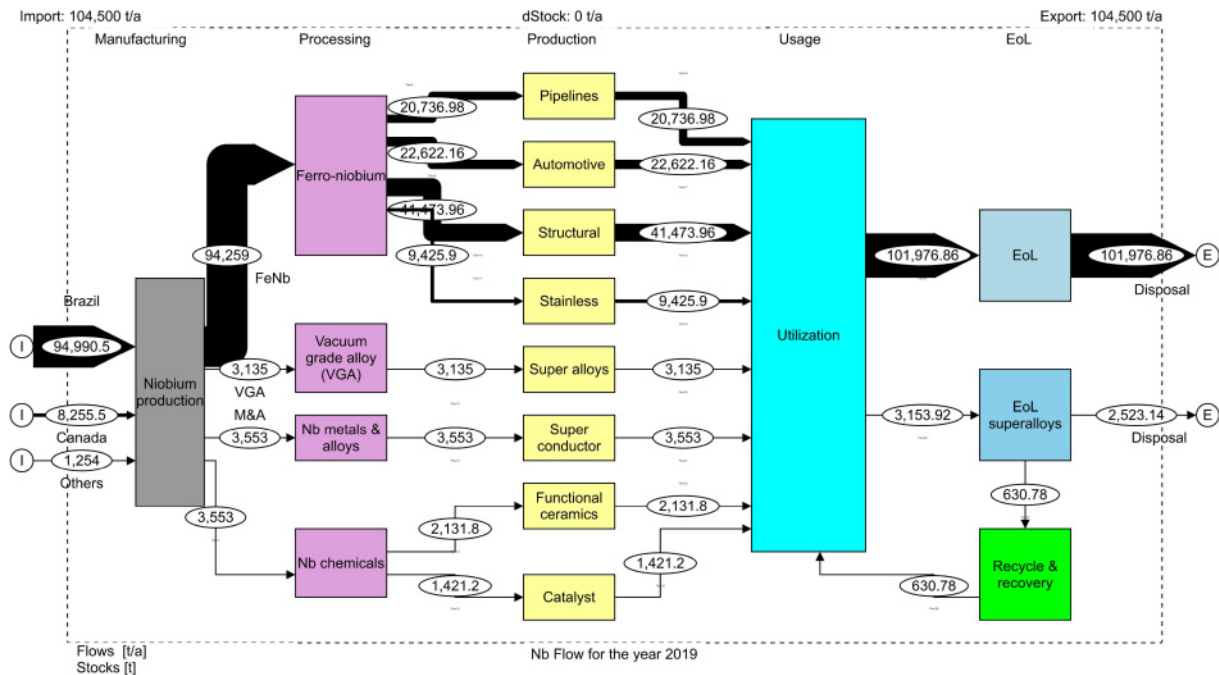 Import: 104,500 t/a
dStock: 0 t/a
Export: 104,500 t/a
Manufacturing
Processing
Production
Usage
EoL
Pipelines
20,736.98
20,736.98
Automotive
22,622.16
22,622.16
Ferro-niobium
Structural
41,473.96
41,473.96
9,425.9
Stainless
9,425.9
94,259
FeNb
Utilization
101,976.86
EoL
101,976.86
Disposal
E
Brazil
I
94,990.5
Niobium
production
I
8,255.5
Canada
I
1,254
Others
3,135
VGA
Vacuum
grade alloy
(VGA)
3,135
Super alloys
3,135
M&A
3,553
Nb metals &
alloys
3,553
Super
conductor
3,553
3,153.92
EoL
superalloys
2,523.14
Disposal
E
3,553
Nb chemicals
2,131.8
Functional
ceramics
2,131.8
1,421.2
Catalyst
1,421.2
630.78
Recycle &
recovery
630.78
Flows [t/a]
Stocks [t]
Nb Flow for the year 2019